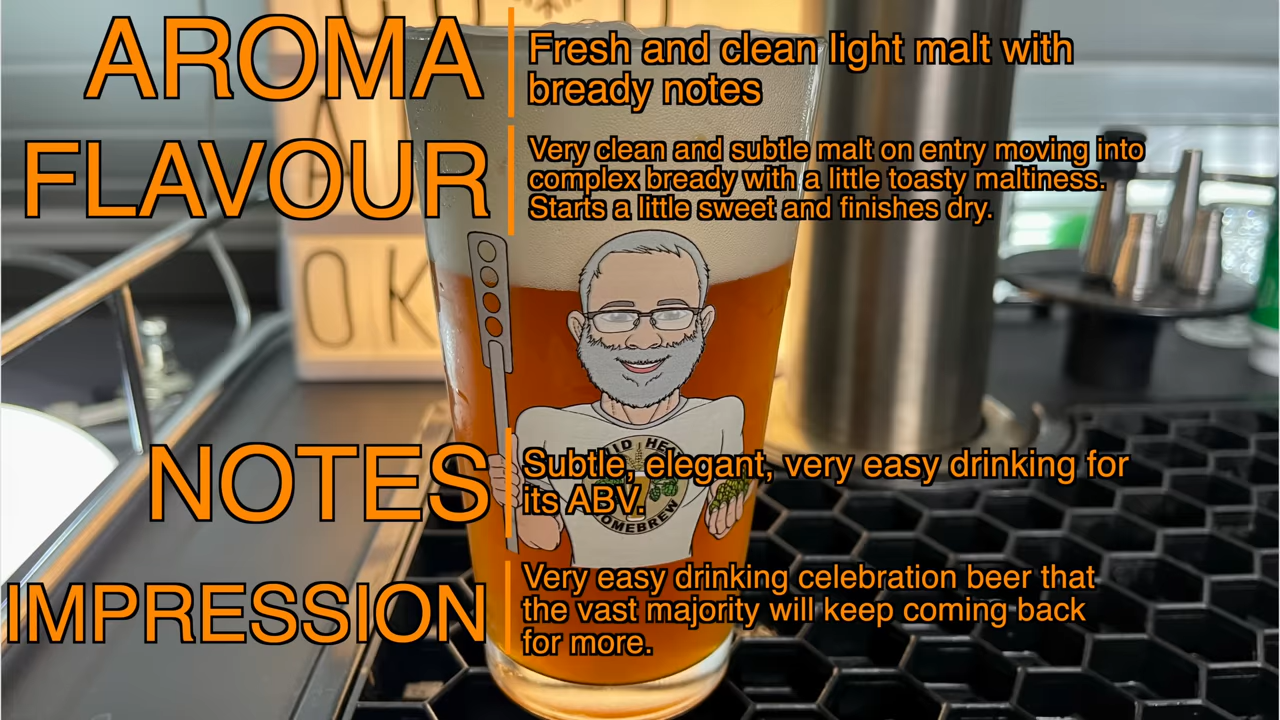 AROMA
Fresh and clean light malt with
bready notes
FLAVOUR
Very clean and subtle malt on entry moving into
complex bready with a little toasty maltiness.
Starts a little sweet and finishes dry.
OK
NOTES
Subtle, elegant, very easy drinking for
its ABV.
HOMEBREW
IMPRESSION
Very easy drinking celebration beer that
the vast majority will keep coming back
for more.